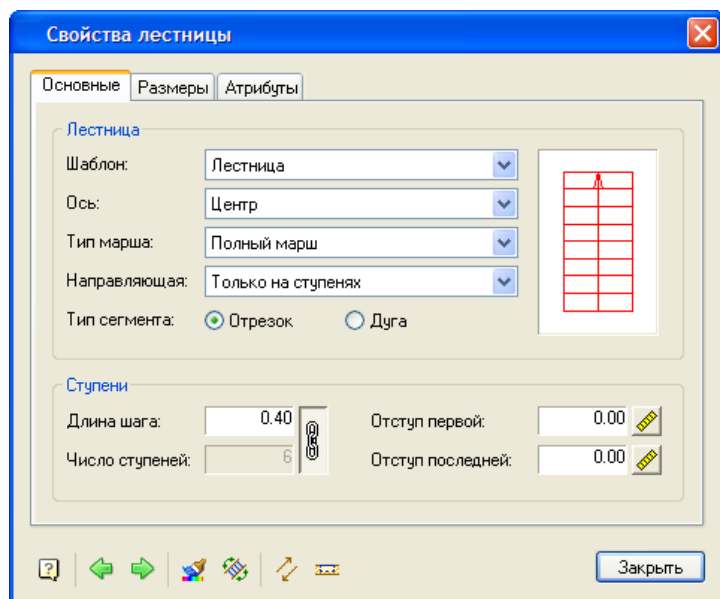 Свойства лестницы
Основные Размеры Атрибуты
Лестница
Шаблон: Лестница
Ось: Центр
Тип марша: Полный марш
Направляющая: Только на ступенях
Тип сегмента: Отрезок Дуга
Ступени
Длина шага: 0.40 Отступ первой: 0.00
Число ступеней: 6 Отступ последней: 0.00
? Закрыть